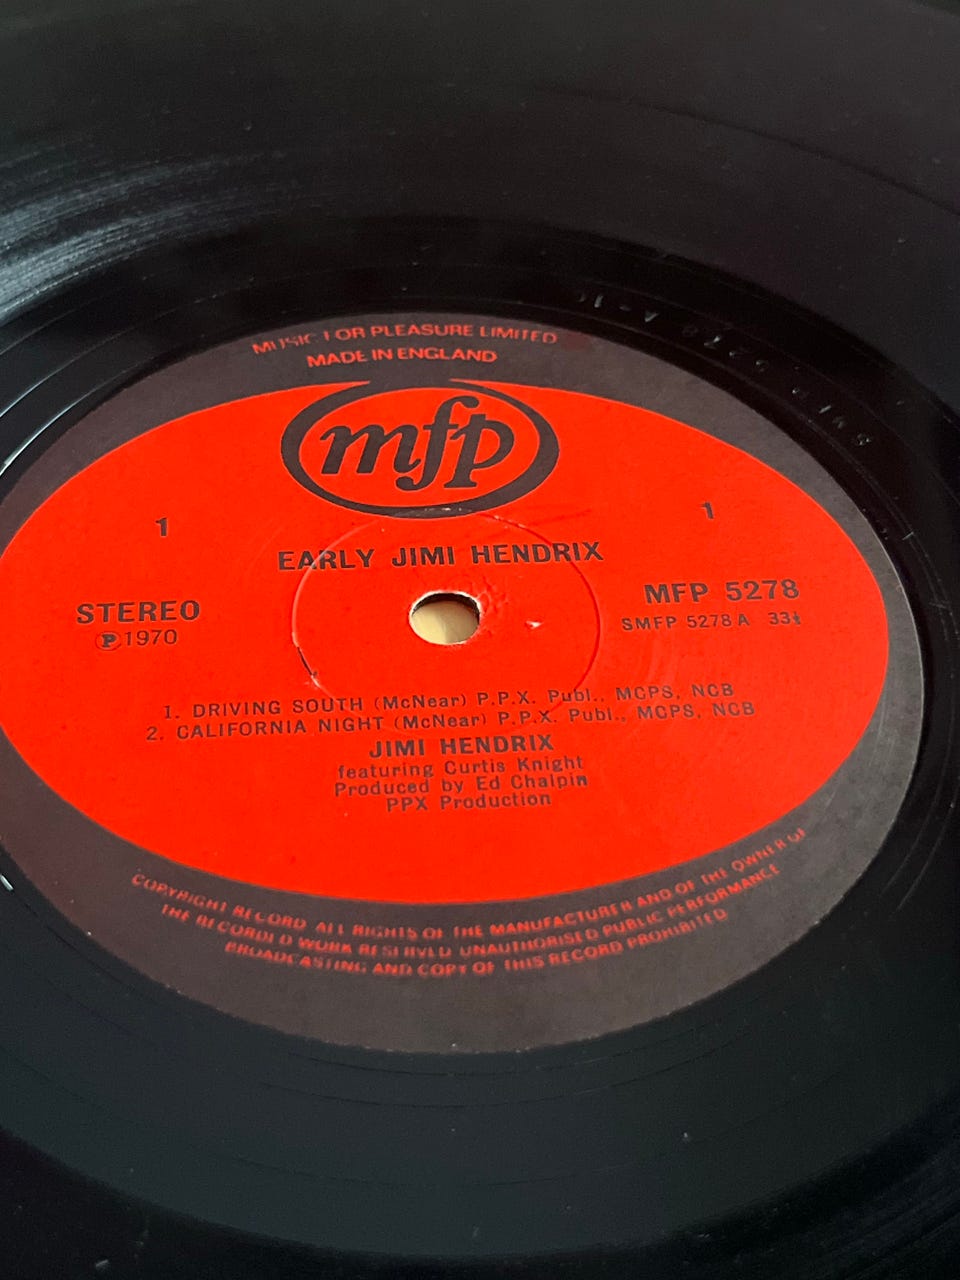 MUSIC FOR PLEASURE LIMITED
MADE IN ENGLAND
mfp
1 1
EARLY JIMI HENDRIX
STEREO MFP 5278
Ⓟ1970 SMFP 5278 A 33⅓
1. DRIVING SOUTH (McNear) P.P.X. Publ., MCPS, NCB
2. CALIFORNIA NIGHT (McNear) P.P.X. Publ., MCPS, NCB
JIMI HENDRIX
featuring Curtis Knight
Produced by Ed Chalpin
PPX Production
COPYRIGHT RECORD ALL RIGHTS OF THE MANUFACTURER AND OF THE OWNER OF
THE RECORDED WORK RESERVED UNAUTHORISED PUBLIC PERFORMANCE
BROADCASTING AND COPY OF THIS RECORD PROHIBITED